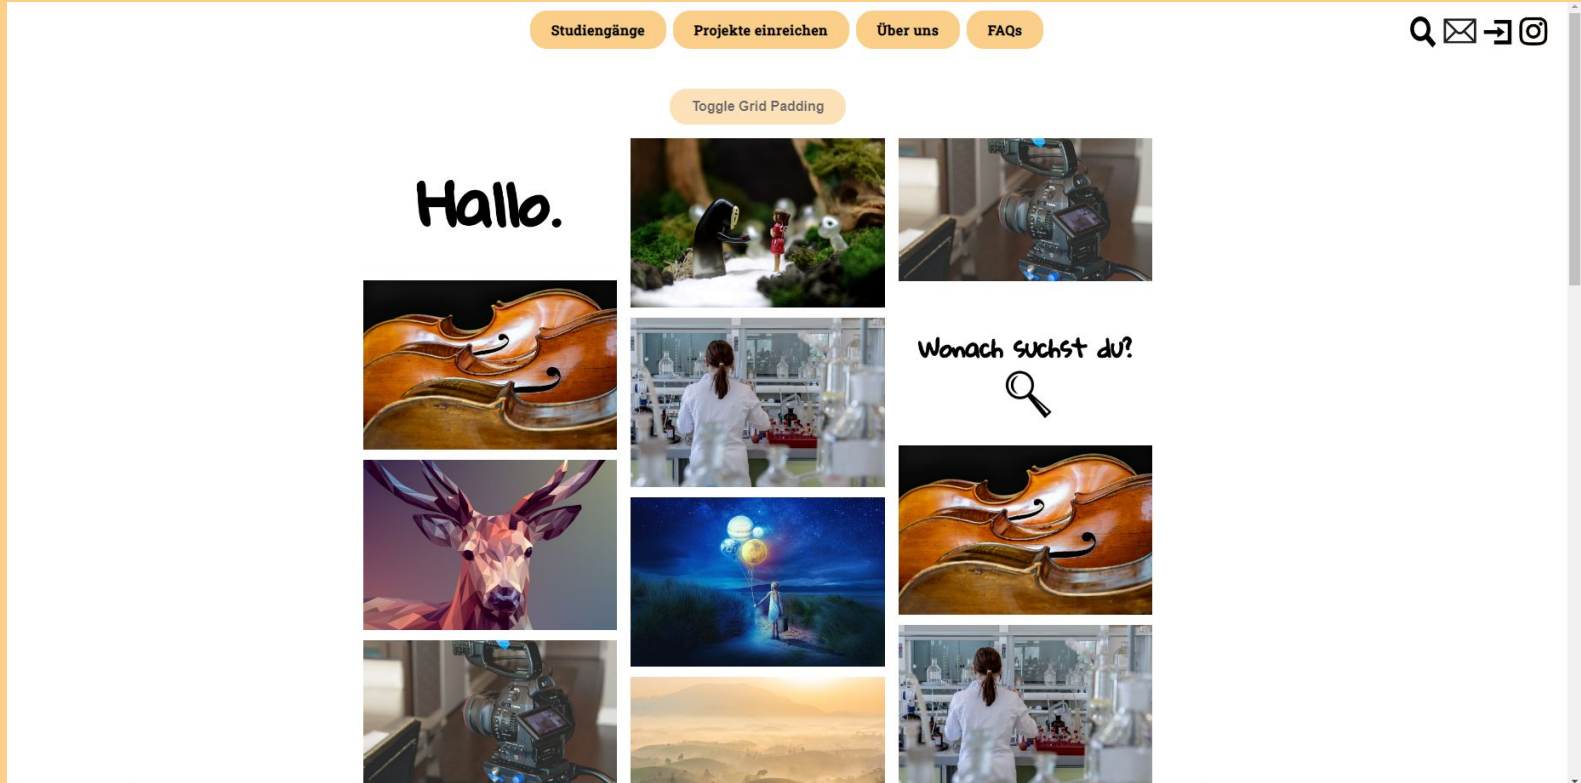 Studiengänge
Projekte einreichen
Über uns
FAQs
Toggle Grid Padding
Hallo.
Wonach suchst du?